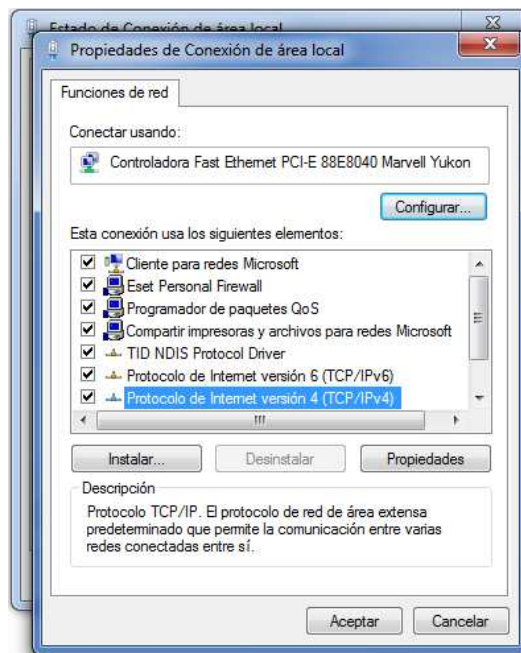 Estado de Conexión de área local
Propiedades de Conexión de área local
Funciones de red
Conectar usando:
Controladora Fast Ethernet PCI-E 88E8040 Marvell Yukon
Configurar...
Esta conexión usa los siguientes elementos:
Cliente para redes Microsoft
Eset Personal Firewall
Programador de paquetes QoS
Compartir impresoras y archivos para redes Microsoft
TID NDIS Protocol Driver
Protocolo de Internet versión 6 (TCP/IPv6)
Protocolo de Internet versión 4 (TCP/IPv4)
Instalar... Desinstalar Propiedades
Descripción
Protocolo TCP/IP. El protocolo de red de área extensa
predeterminado que permite la comunicación entre varias
redes conectadas entre sí.
Aceptar Cancelar